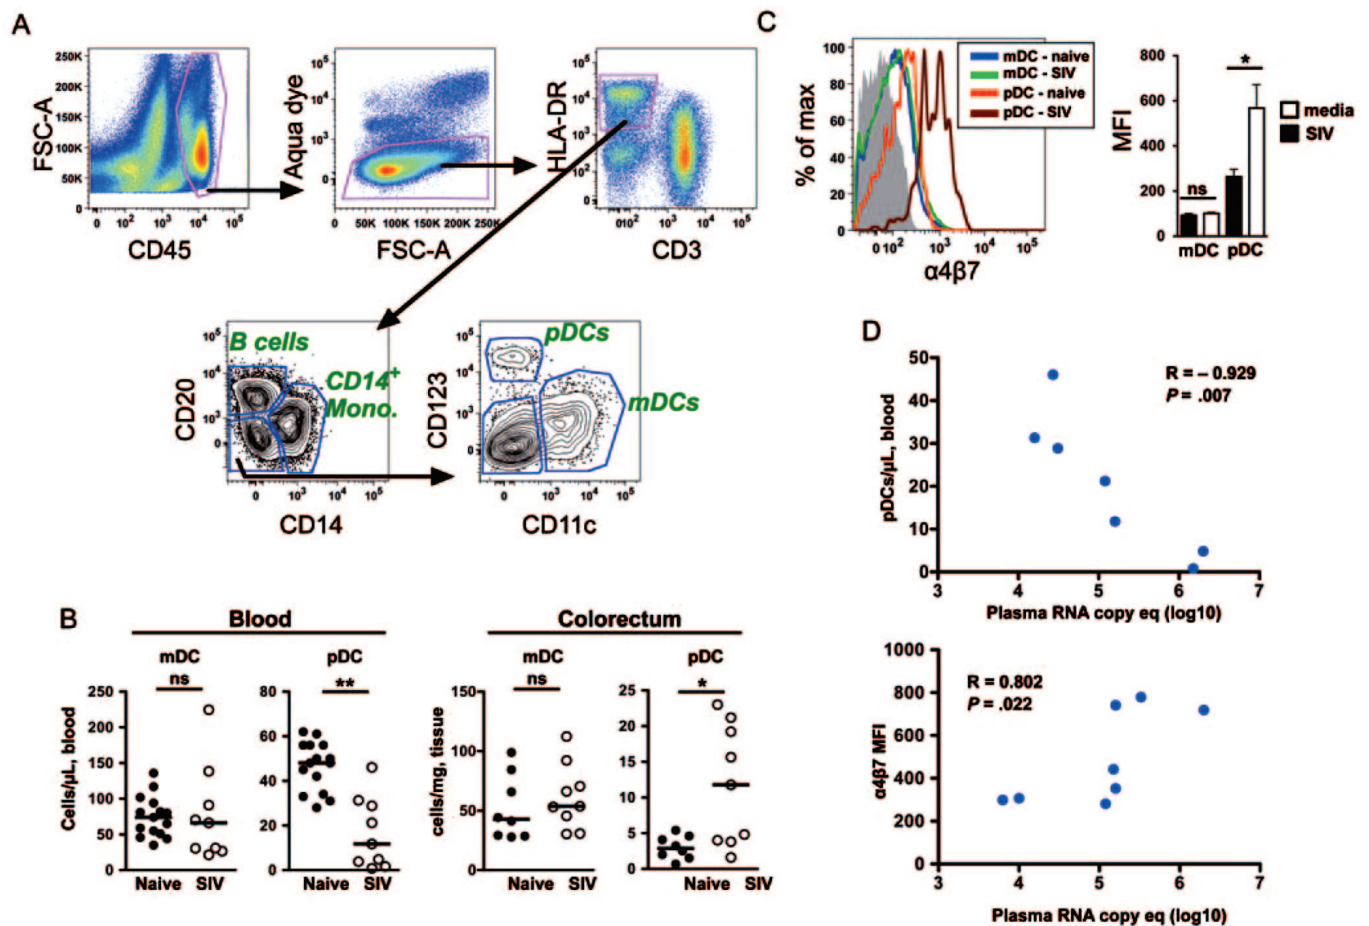 A
FSC-A
250K
200K
150K
100K
50K
0
0 10² 10³ 10⁴ 10⁵
CD45
Aqua dye
10⁵
10⁴
10³
0
0 50K 100K 150K 200K 250K
FSC-A
HLA-DR
10⁵
10⁴
10³
10²
0
010² 10³ 10⁴ 10⁵
CD3
CD20
10⁵
10⁴
10³
0
B cells
CD14⁺
Mono.
0 10³ 10⁴ 10⁵
CD14
CD123
10⁵
10⁴
10³
0
pDCs
mDCs
0 10³ 10⁴ 10⁵
CD11c
B
Blood
mDC
ns
Cells/µL, blood
250
200
150
100
50
0
Naive SIV
pDC
**
80
60
40
20
0
Naive SIV
Colorectum
mDC
ns
cells/mg, tissue
150
100
50
0
Naive SIV
pDC
*
25
20
15
10
5
0
Naive SIV
C
% of max
100
80
60
40
20
0
mDC - naive
mDC - SIV
pDC - naive
pDC - SIV
0 10² 10³ 10⁴ 10⁵
α4β7
MFI
800
600
400
200
0
ns
*
mDC pDC
media
SIV
D
pDCs/µL, blood
50
40
30
20
10
0
R = – 0.929
P = .007
3 4 5 6 7
Plasma RNA copy eq (log10)
α4β7 MFI
1000
800
600
400
200
0
R = 0.802
P = .022
3 4 5 6 7
Plasma RNA copy eq (log10)